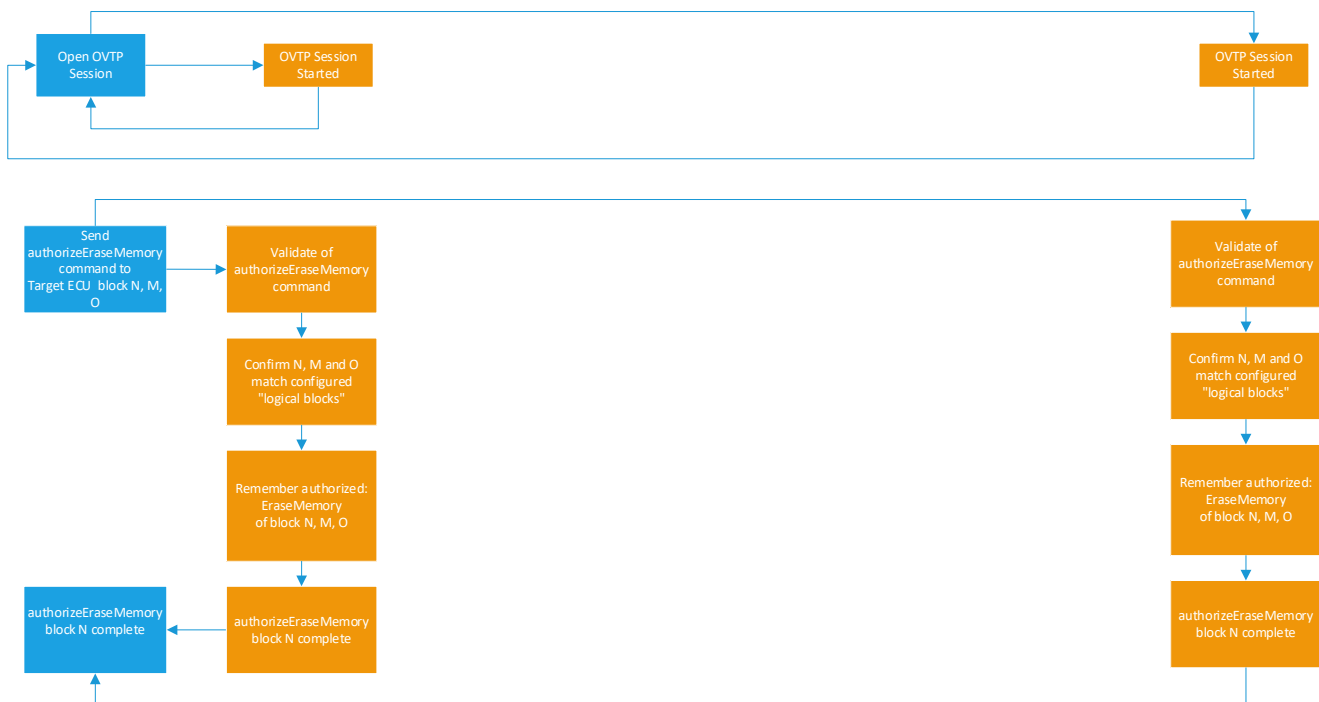 Open OVTP
Session
OVTP Session
Started
OVTP Session
Started
Send
authorizeEraseMemory
command to
Target ECU block N, M,
O
Validate of
authorizeEraseMemory
command
Validate of
authorizeEraseMemory
command
Confirm N, M and O
match configured
"logical blocks"
Confirm N, M and O
match configured
"logical blocks"
Remember authorized:
EraseMemory
of block N, M, O
Remember authorized:
EraseMemory
of block N, M, O
authorizeEraseMemory
block N complete
authorizeEraseMemory
block N complete
authorizeEraseMemory
block N complete